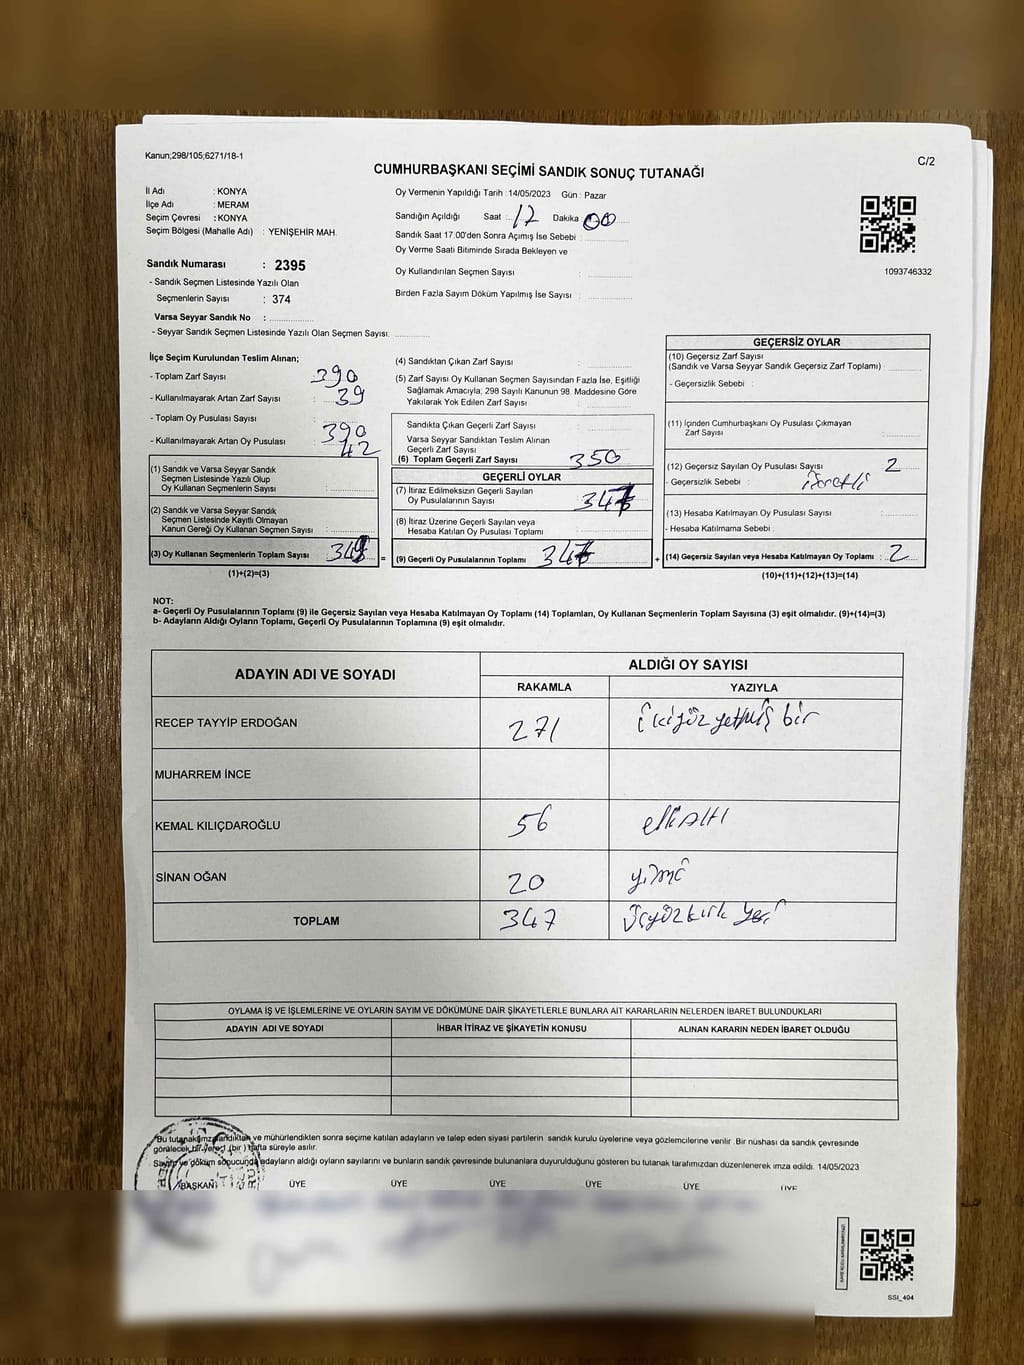 Kanun;298/105;6271/18-1
C/2
CUMHURBAŞKANI SEÇİMİ SANDIK SONUÇ TUTANAĞI
İl Adı : KONYA
İlçe Adı : MERAM
Seçim Çevresi : KONYA
Seçim Bölgesi (Mahalle Adı) : YENİŞEHİR MAH.
Sandık Numarası : 2395
- Sandık Seçmen Listesinde Yazılı Olan
Seçmenlerin Sayısı : 374
Varsa Seyyar Sandık No :
- Seyyar Sandık Seçmen Listesinde Yazılı Olan Seçmen Sayısı:
Oy Vermenin Yapıldığı Tarih : 14/05/2023 Gün : Pazar
Sandığın Açıldığı Saat : 17 Dakika : 00
Sandık Saat 17:00'den Sonra Açımış İse Sebebi :
Oy Verme Saati Bitiminde Sırada Bekleyen ve
Oy Kullandırılan Seçmen Sayısı :
Birden Fazla Sayım Döküm Yapılmış İse Sayısı :
1093746332
İlçe Seçim Kurulundan Teslim Alınan;
- Toplam Zarf Sayısı : 390
- Kullanılmayarak Artan Zarf Sayısı : 39
- Toplam Oy Pusulası Sayısı : 390
- Kullanılmayarak Artan Oy Pusulası : 42
(1) Sandık ve Varsa Seyyar Sandık
Seçmen Listesinde Yazılı Olup
Oy Kullanan Seçmenlerin Sayısı :
(2) Sandık ve Varsa Seyyar Sandık
Seçmen Listesinde Kayıtlı Olmayan
Kanun Gereği Oy Kullanan Seçmen Sayısı :
(3) Oy Kullanan Seçmenlerin Toplam Sayısı :
=
(1)+(2)=(3)
(4) Sandıktan Çıkan Zarf Sayısı :
(5) Zarf Sayısı Oy Kullanan Seçmen Sayısından Fazla İse, Eşitliği
Sağlamak Amacıyla; 298 Sayılı Kanunun 98. Maddesine Göre
Yakılarak Yok Edilen Zarf Sayısı :
Sandıkta Çıkan Geçerli Zarf Sayısı :
Varsa Seyyar Sandıktan Teslim Alınan
Geçerli Zarf Sayısı :
(6) Toplam Geçerli Zarf Sayısı : 350
GEÇERLİ OYLAR
(7) İtiraz Edilmeksizin Geçerli Sayılan
Oy Pusulalarının Sayısı : 347
(8) İtiraz Üzerine Geçerli Sayılan veya
Hesaba Katılan Oy Pusulası Toplamı :
(9) Geçerli Oy Pusulalarının Toplamı : 347
+
GEÇERSİZ OYLAR
(10) Geçersiz Zarf Sayısı
(Sandık ve Varsa Seyyar Sandık Geçersiz Zarf Toplamı) :
- Geçersizlik Sebebi :
(11) İçinden Cumhurbaşkanı Oy Pusulası Çıkmayan
Zarf Sayısı :
(12) Geçersiz Sayılan Oy Pusulası Sayısı : 2
- Geçersizlik Sebebi : işaretli
(13) Hesaba Katılmayan Oy Pusulası Sayısı :
- Hesaba Katılmama Sebebi :
(14) Geçersiz Sayılan veya Hesaba Katılmayan Oy Toplamı : 2
(10)+(11)+(12)+(13)=(14)
NOT:
a- Geçerli Oy Pusulalarının Toplamı (9) ile Geçersiz Sayılan veya Hesaba Katılmayan Oy Toplamı (14) Toplamları, Oy Kullanan Seçmenlerin Toplam Sayısına (3) eşit olmalıdır. (9)+(14)=(3)
b- Adayların Aldığı Oyların Toplamı, Geçerli Oy Pusulalarının Toplamına (9) eşit olmalıdır.
ADAYIN ADI VE SOYADI
ALDIĞI OY SAYISI
RAKAMLA YAZIYLA
RECEP TAYYİP ERDOĞAN 271 ikiyüz yetmiş bir
MUHARREM İNCE
KEMAL KILIÇDAROĞLU 56 elli altı
SİNAN OĞAN 20 yirmi
TOPLAM 347 üçyüz kırk yedi
OYLAMA İŞ VE İŞLEMLERİNE VE OYLARIN SAYIM VE DÖKÜMÜNE DAİR ŞİKAYETLERLE BUNLARA AİT KARARLARIN NELERDEN İBARET BULUNDUKLARI
ADAYIN ADI VE SOYADI İHBAR İTİRAZ VE ŞİKAYETİN KONUSU ALINAN KARARIN NEDEN İBARET OLDUĞU
Bu tutanak ve mühürlendikten sonra seçime katılan adayların ve talep eden siyasi partilerin sandık kurulu üyelerine veya gözlemcilerine verilir. Bir nüshası da sandık çevresinde
görülecek bir yere (bir) hafta süreyle asılır.
Sayım ve döküm sonucunda adayların aldığı oyların sayılarını ve bunların sandık çevresinde bulunanlara duyurulduğunu gösteren bu tutanak tarafımızdan düzenlenerek imza edildi. 14/05/2023
BAŞKAN ÜYE ÜYE ÜYE ÜYE ÜYE ÜYE
SSI_404